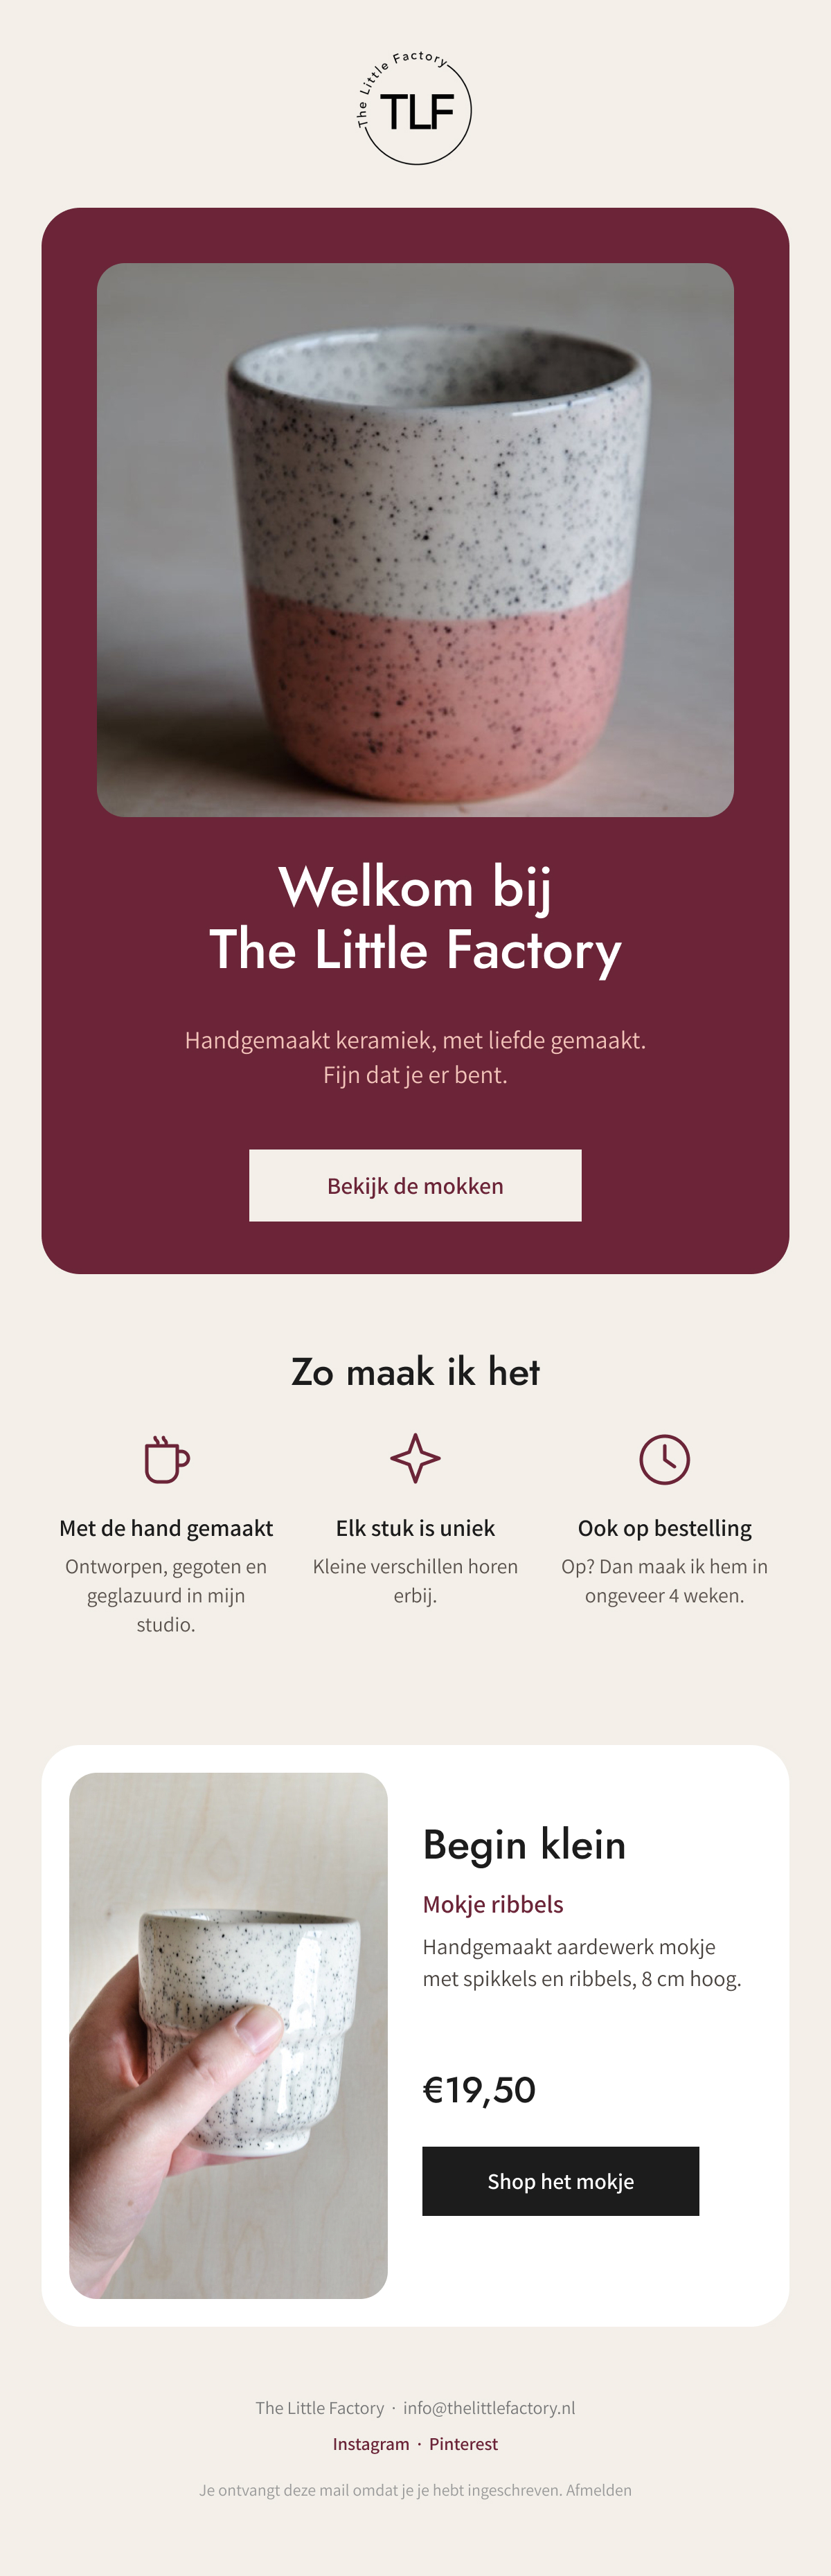 The Little Factory
TLF
Welkom bij
The Little Factory
Handgemaakt keramiek, met liefde gemaakt.
Fijn dat je er bent.
Bekijk de mokken
Zo maak ik het
Met de hand gemaakt
Ontworpen, gegoten en
geglazuurd in mijn
studio.
Elk stuk is uniek
Kleine verschillen horen
erbij.
Ook op bestelling
Op? Dan maak ik hem in
ongeveer 4 weken.
Begin klein
Mokje ribbels
Handgemaakt aardewerk mokje
met spikkels en ribbels, 8 cm hoog.
€19,50
Shop het mokje
The Little Factory · info@thelittlefactory.nl
Instagram · Pinterest
Je ontvangt deze mail omdat je je hebt ingeschreven. Afmelden